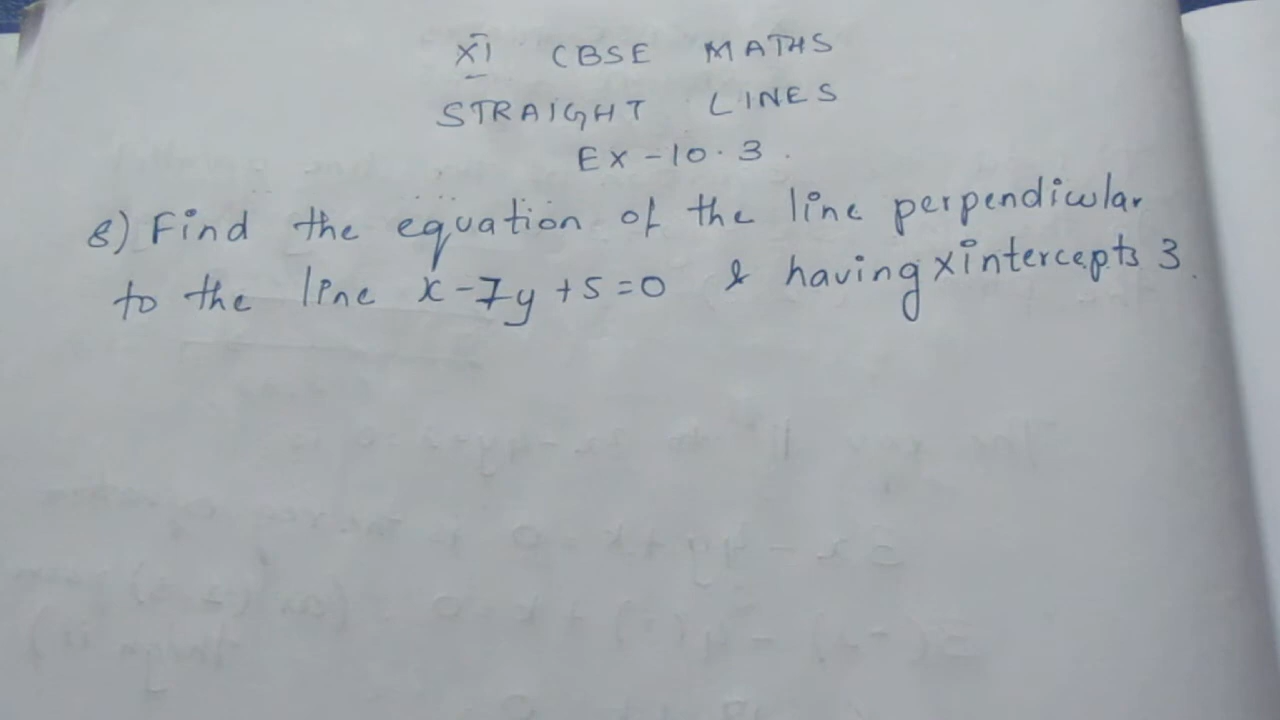 XI CBSE MATHS
STRAIGHT LINES
EX-10.3.
8) Find the equation of the line perpendicular
to the line x-7y+5=0 & having x intercepts 3.